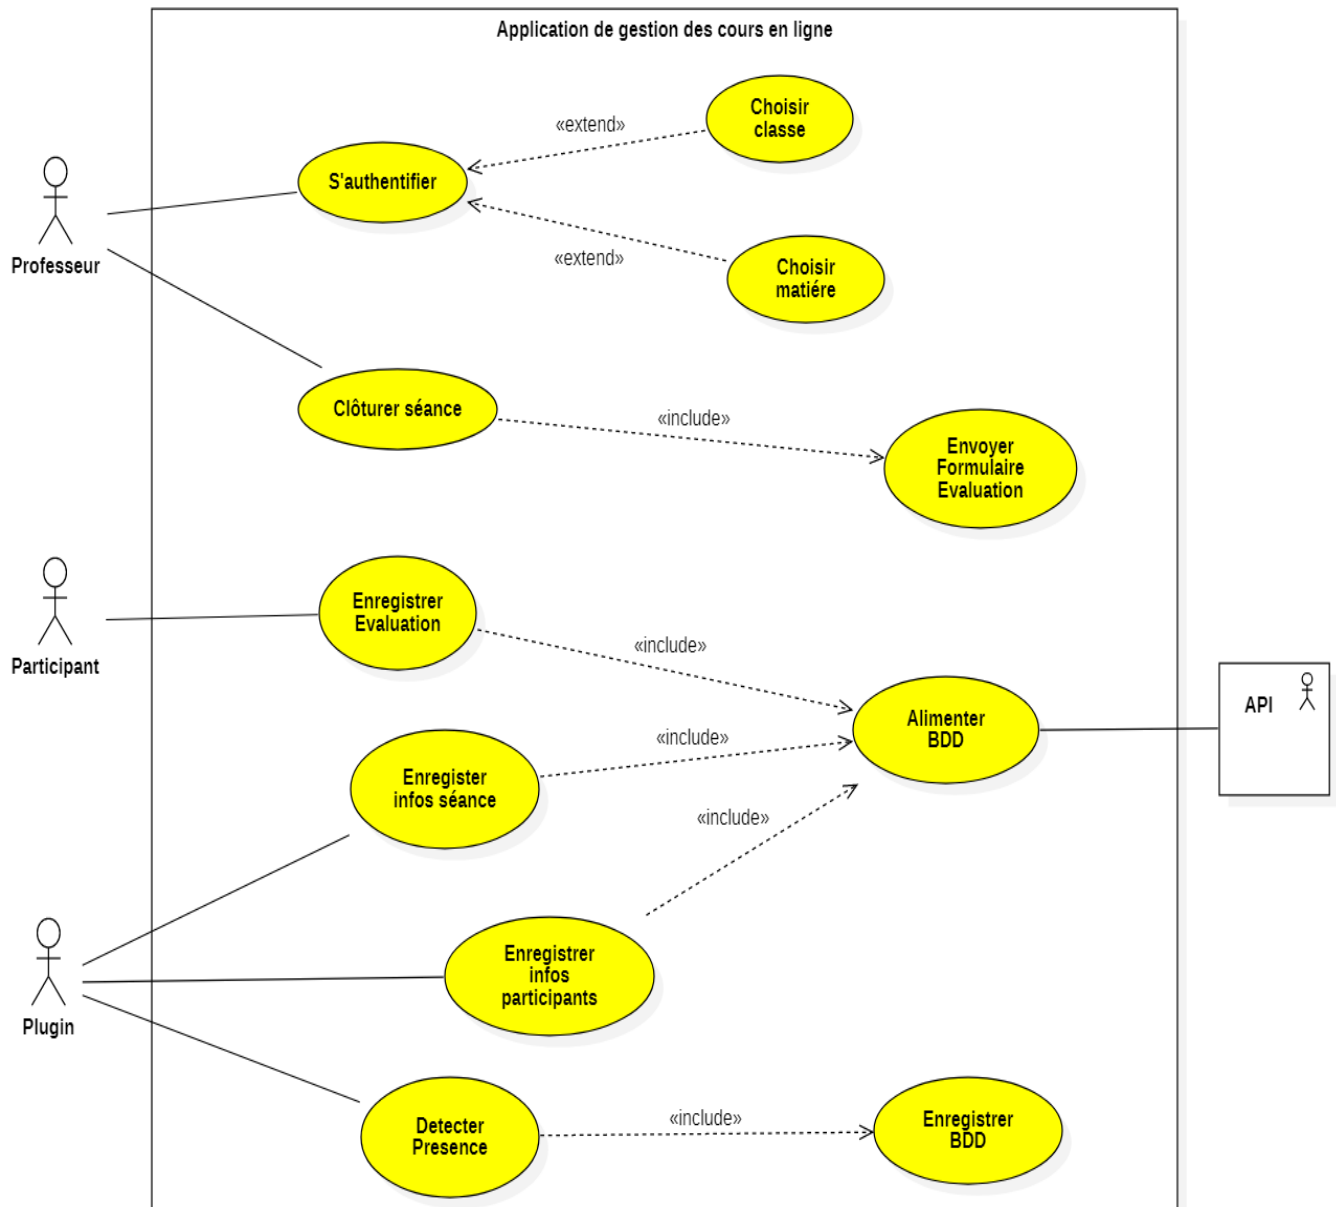 Application de gestion des cours en ligne
Choisir
classe
«extend»
S'authentifier
Professeur
«extend»
Choisir
matiére
Clôturer séance
«include»
Envoyer
Formulaire
Evaluation
Participant
Enregistrer
Evaluation
«include»
Alimenter
BDD
API
«include»
Enregister
infos séance
«include»
Plugin
Enregistrer
infos
participants
Detecter
Presence
«include»
Enregistrer
BDD